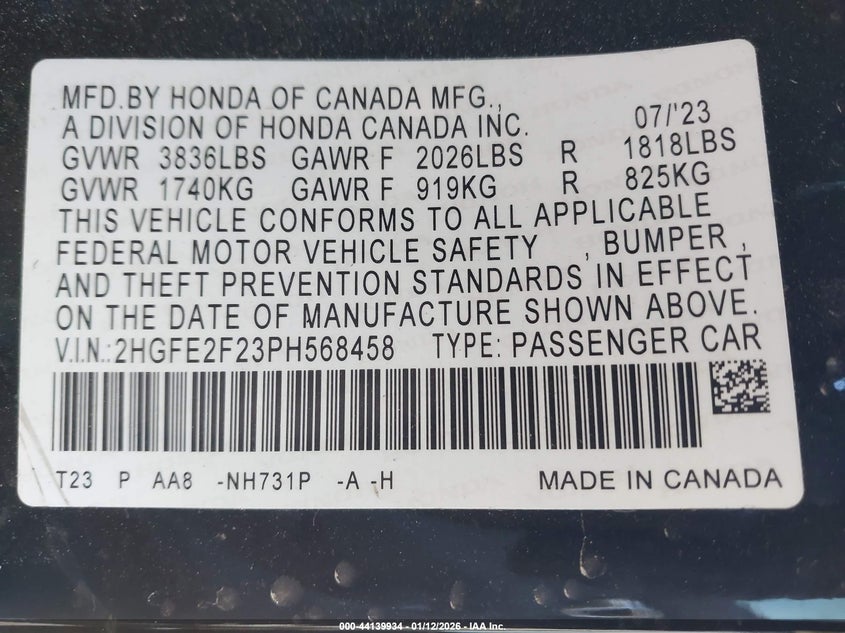 MFD.BY HONDA OF CANADA MFG.,
A DIVISION OF HONDA CANADA INC. 07/'23
GVWR 3836LBS GAWR F 2026LBS R 1818LBS
GVWR 1740KG GAWR F 919KG R 825KG
THIS VEHICLE CONFORMS TO ALL APPLICABLE
FEDERAL MOTOR VEHICLE SAFETY , BUMPER ,
AND THEFT PREVENTION STANDARDS IN EFFECT
ON THE DATE OF MANUFACTURE SHOWN ABOVE.
V.I.N.:2HGFE2F23PH568458 TYPE: PASSENGER CAR
T23 P AA8 -NH731P -A -H MADE IN CANADA
000-44139934 - 01/12/2026 - IAA Inc.